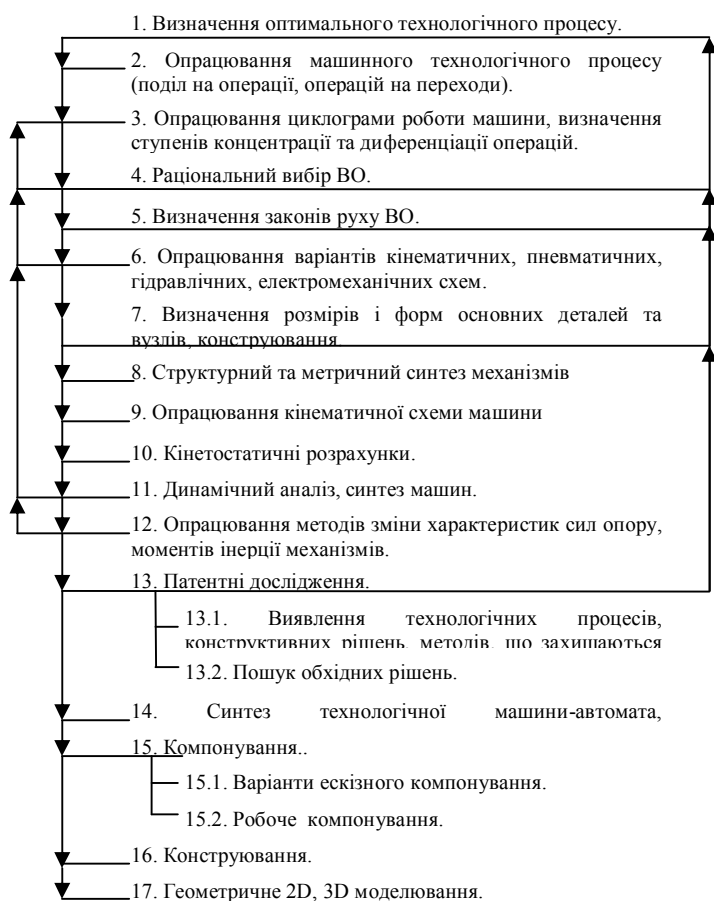 1. Визначення оптимального технологічного процесу.
2. Опрацювання машинного технологічного процесу
(поділ на операції, операцій на переходи).
3. Опрацювання циклограми роботи машини, визначення
ступенів концентрації та диференціації операцій.
4. Раціональний вибір ВО.
5. Визначення законів руху ВО.
6. Опрацювання варіантів кінематичних, пневматичних,
гідравлічних, електромеханічних схем.
7. Визначення розмірів і форм основних деталей та
вузлів, конструювання.
8. Структурний та метричний синтез механізмів
9. Опрацювання кінематичної схеми машини
10. Кінетостатичні розрахунки.
11. Динамічний аналіз, синтез машин.
12. Опрацювання методів зміни характеристик сил опору,
моментів інерції механізмів.
13. Патентні дослідження.
13.1. Виявлення технологічних процесів,
конструктивних рішень, методів, що захищаються
13.2. Пошук обхідних рішень.
14. Синтез технологічної машини-автомата,
15. Компонування..
15.1. Варіанти ескізного компонування.
15.2. Робоче компонування.
16. Конструювання.
17. Геометричне 2D, 3D моделювання.